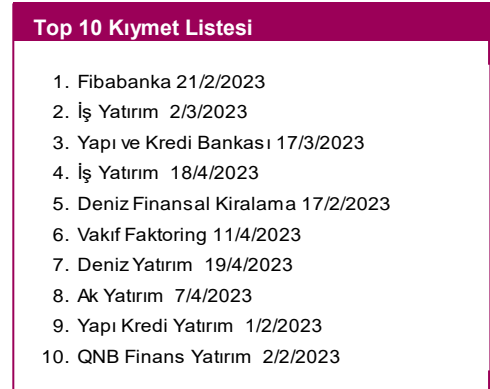 Top 10 Kıymet Listesi
1. Fibabanka 21/2/2023
2. İş Yatırım 2/3/2023
3. Yapı ve Kredi Bankası 17/3/2023
4. İş Yatırım 18/4/2023
5. Deniz Finansal Kiralama 17/2/2023
6. Vakıf Faktoring 11/4/2023
7. Deniz Yatırım 19/4/2023
8. Ak Yatırım 7/4/2023
9. Yapı Kredi Yatırım 1/2/2023
10. QNB Finans Yatırım 2/2/2023